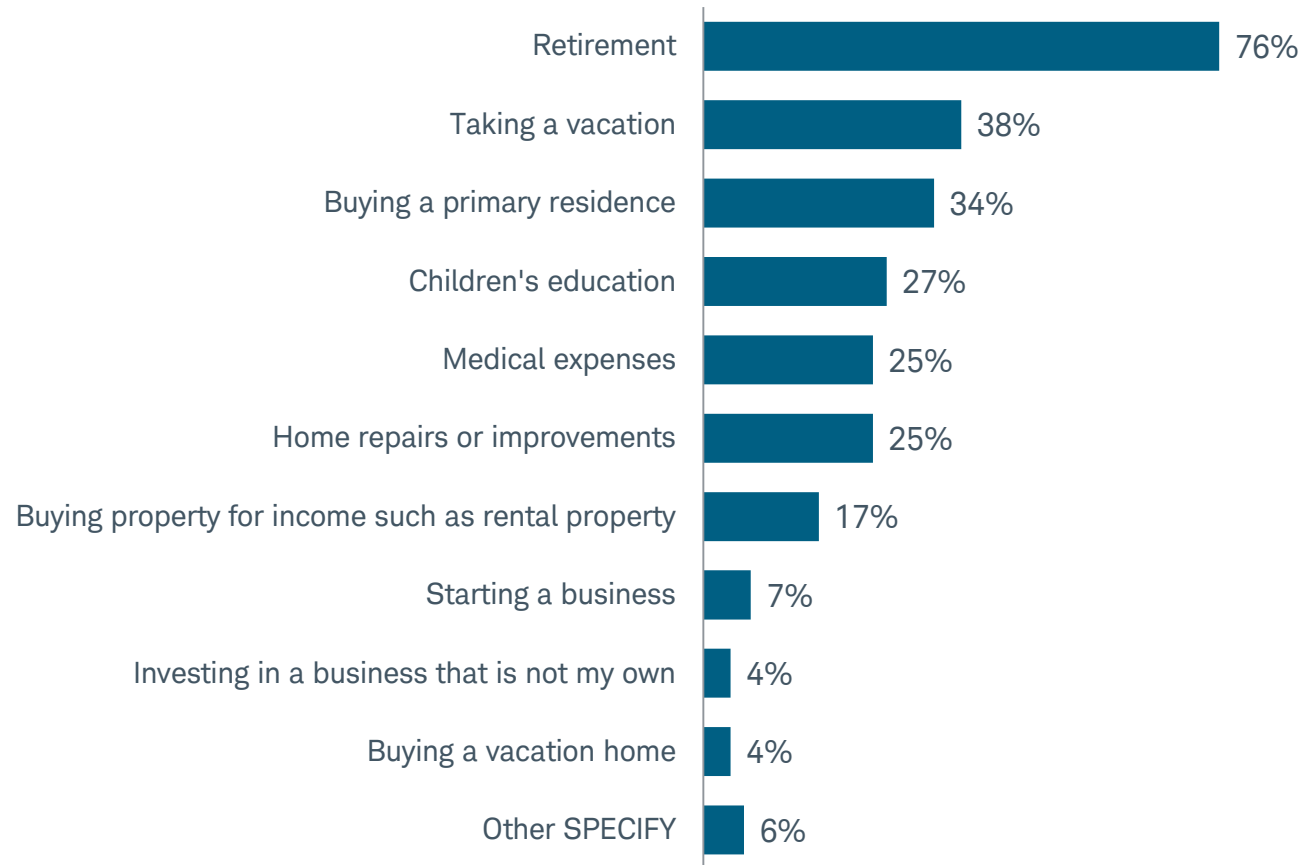 Retirement 76%
Taking a vacation 38%
Buying a primary residence 34%
Children's education 27%
Medical expenses 25%
Home repairs or improvements 25%
Buying property for income such as rental property 17%
Starting a business 7%
Investing in a business that is not my own 4%
Buying a vacation home 4%
Other SPECIFY 6%